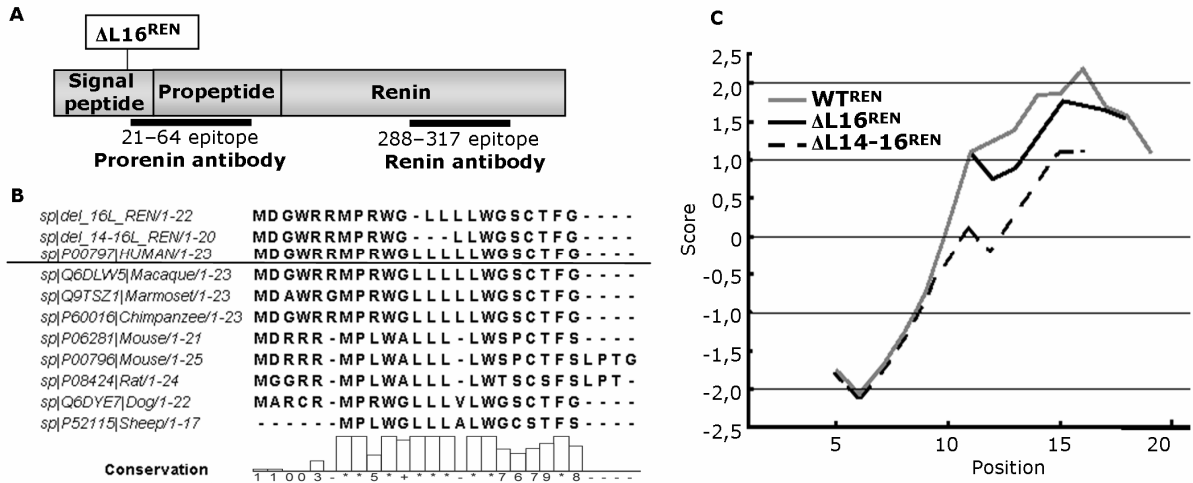 A
ΔL16REN
Signal peptide
Propeptide
Renin
21–64 epitope
Prorenin antibody
288–317 epitope
Renin antibody
B
sp|del_16L_REN/1-22 MDGWRRMPRWG-LLLLWGSCTFG----
sp|del_14-16L_REN/1-20 MDGWRRMPRWG---LLWGSCTFG----
sp|P00797|HUMAN/1-23 MDGWRRMPRWGLLLLLWGSCTFG----
sp|Q6DLW5|Macaque/1-23 MDGWRRMPRWGLLLLLWGSCTFG----
sp|Q9TSZ1|Marmoset/1-23 MDAWRGMPRWGLLLLLWGSCTFG----
sp|P60016|Chimpanzee/1-23 MDGWRRMPRWGLLLLLWGSCTFG----
sp|P06281|Mouse/1-21 MDRRR-MPLWALLL-LWSPCTFS----
sp|P00796|Mouse/1-25 MDRRR-MPLWALLL-LWSPCTFSLPTG
sp|P08424|Rat/1-24 MGGRR-MPLWALLL-LWTSCSFSLPT-
sp|Q6DYE7|Dog/1-22 MARCR-MPLWGLLLVLWGSCTFG----
sp|P52115|Sheep/1-17 ------MPLWGLLLALWGSCTFS----
Conservation
11003-**5*+***-**7679*8----
C
2,5
2,0
1,5
1,0
0,5
0
-0,5
-1,0
-1,5
-2,0
-2,5
Score
WTREN
ΔL16REN
ΔL14-16REN
5 10 15 20
Position